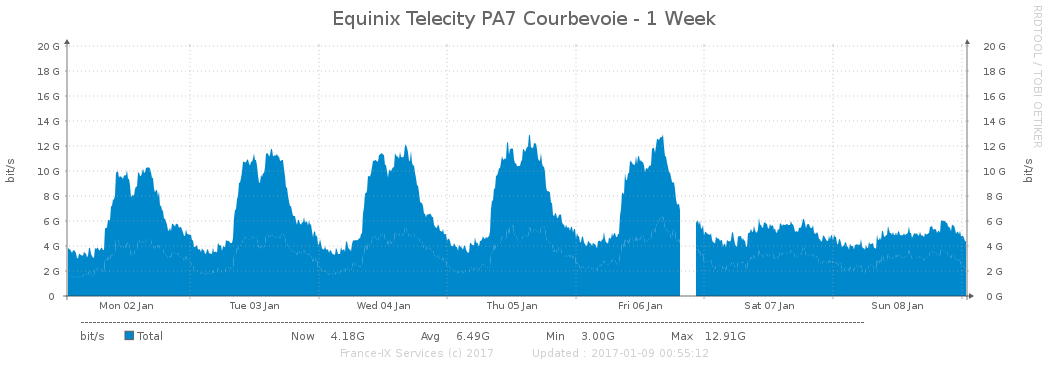 Equinix Telecity PA7 Courbevoie - 1 Week
RRDTOOL / TOBI OETIKER
bit/s
20 G 20 G
18 G 18 G
16 G 16 G
14 G 14 G
12 G 12 G
10 G 10 G
8 G 8 G
6 G 6 G
4 G 4 G
2 G 2 G
0 0 G
bit/s
Mon 02 Jan Tue 03 Jan Wed 04 Jan Thu 05 Jan Fri 06 Jan Sat 07 Jan Sun 08 Jan
bit/s Total Now 4.18G Avg 6.49G Min 3.00G Max 12.91G
France-IX Services (c) 2017 Updated : 2017-01-09 00:55:12